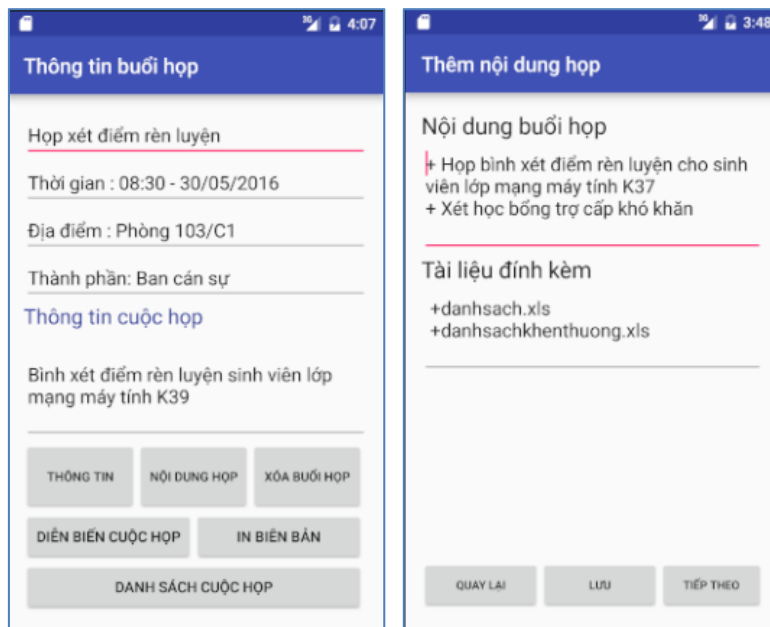 3G 4:07
Thông tin buổi họp
Họp xét điểm rèn luyện
Thời gian : 08:30 - 30/05/2016
Địa điểm : Phòng 103/C1
Thành phần: Ban cán sự
Thông tin cuộc họp
Bình xét điểm rèn luyện sinh viên lớp
mạng máy tính K39
THÔNG TIN
NỘI DUNG HỌP
XÓA BUỔI HỌP
DIỄN BIẾN CUỘC HỌP
IN BIÊN BẢN
DANH SÁCH CUỘC HỌP
3G 3:48
Thêm nội dung họp
Nội dung buổi họp
+ Họp bình xét điểm rèn luyện cho sinh
viên lớp mạng máy tính K37
+ Xét học bổng trợ cấp khó khăn
Tài liệu đính kèm
+danhsach.xls
+danhsachkhenthuong.xls
QUAY LẠI
LƯU
TIẾP THEO